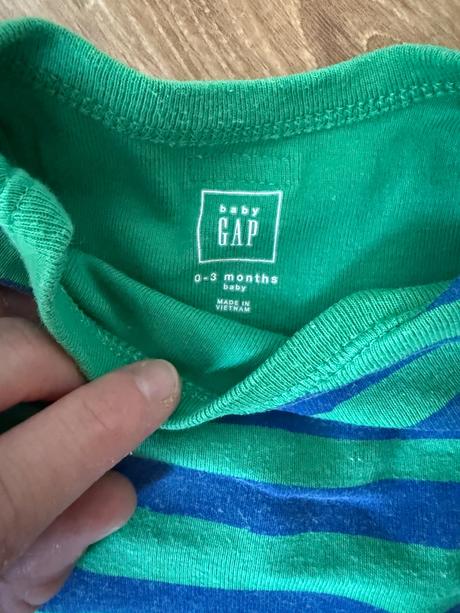 baby
GAP
0-3 months
baby
MADE IN
VIETNAM